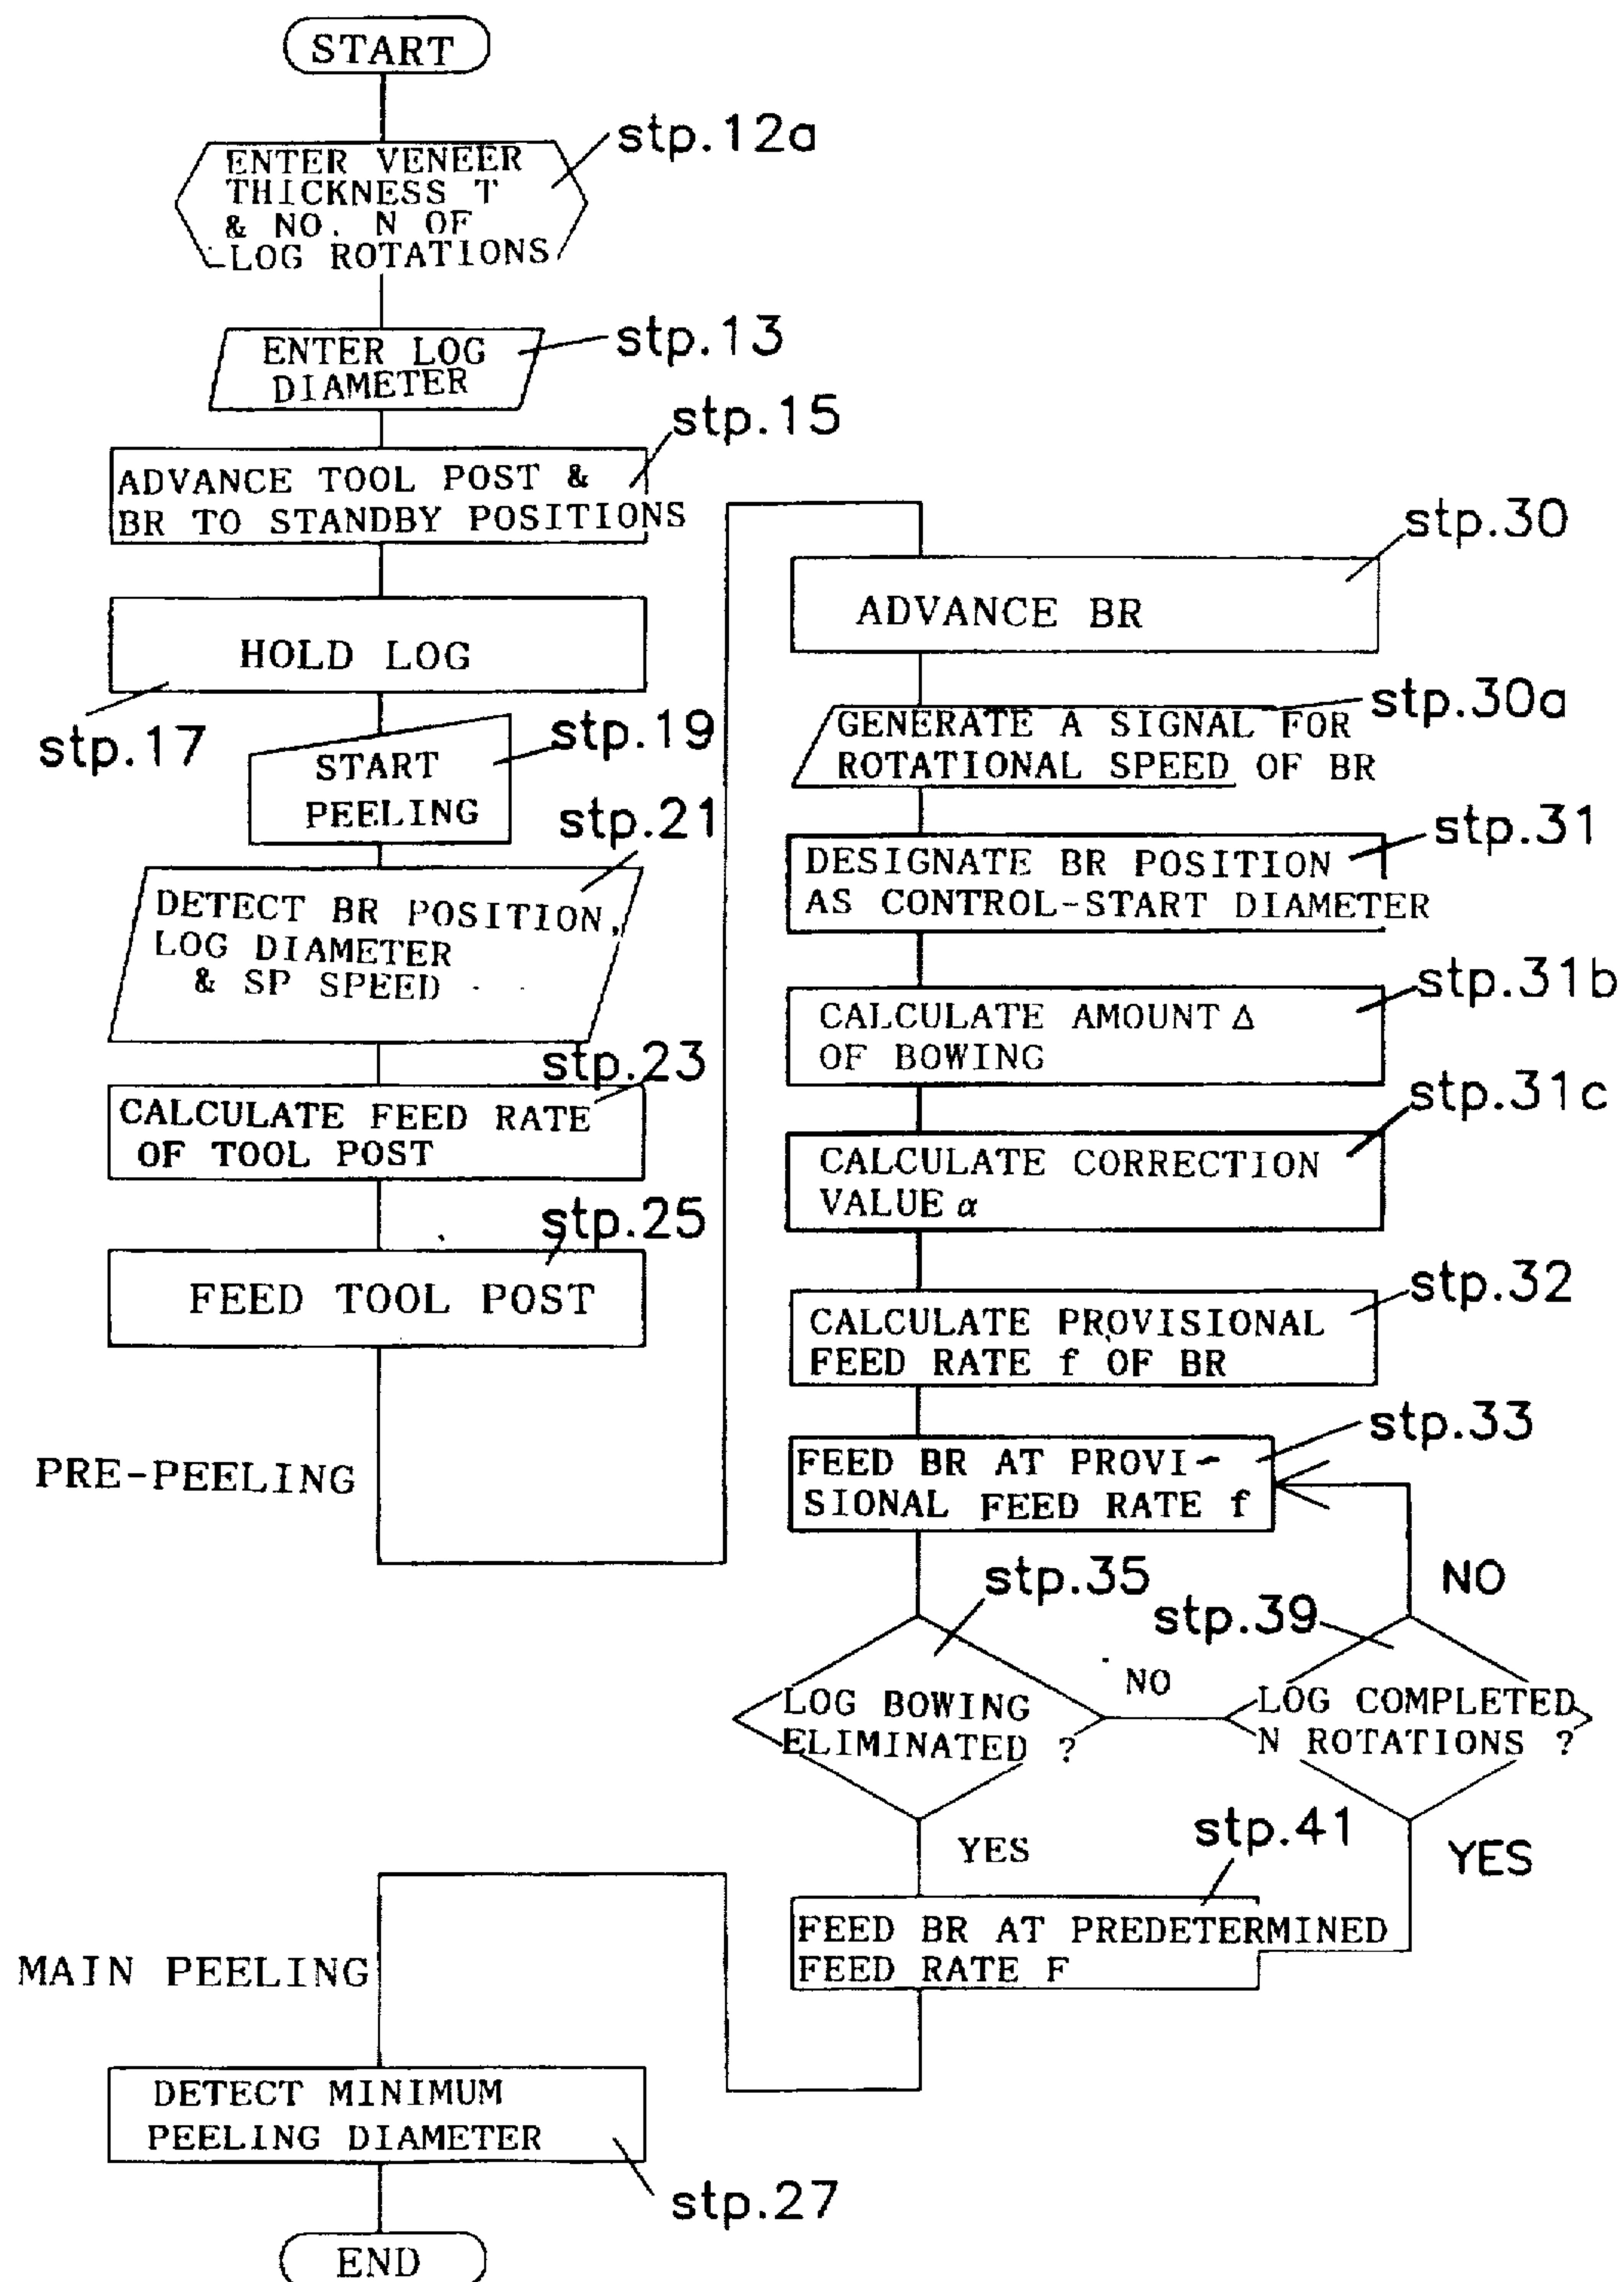 START
ENTER VENEER
THICKNESS T
& NO. N OF
LOG ROTATIONS
stp.12a
ENTER LOG
DIAMETER
stp.13
ADVANCE TOOL POST &
BR TO STANDBY POSITIONS
stp.15
HOLD LOG
stp.17
START
PEELING
stp.19
DETECT BR POSITION,
LOG DIAMETER
& SP SPEED
stp.21
CALCULATE FEED RATE
OF TOOL POST
stp.23
FEED TOOL POST
stp.25
PRE-PEELING
ADVANCE BR
stp.30
GENERATE A SIGNAL FOR
ROTATIONAL SPEED OF BR
stp.30a
DESIGNATE BR POSITION
AS CONTROL-START DIAMETER
stp.31
CALCULATE AMOUNT Δ
OF BOWING
stp.31b
CALCULATE CORRECTION
VALUE α
stp.31c
CALCULATE PROVISIONAL
FEED RATE f OF BR
stp.32
FEED BR AT PROVI-
SIONAL FEED RATE f
stp.33
LOG BOWING
ELIMINATED ?
stp.35
NO
YES
LOG COMPLETED
N ROTATIONS ?
stp.39
NO
YES
FEED BR AT PREDETERMINED
FEED RATE F
stp.41
MAIN PEELING
DETECT MINIMUM
PEELING DIAMETER
stp.27
END